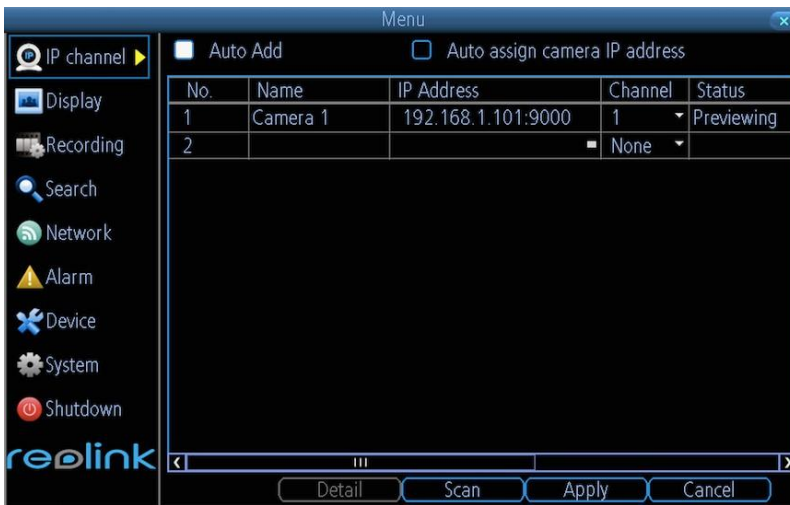 Menu
IP channel
Display
Recording
Search
Network
Alarm
Device
System
Shutdown
reolink
Auto Add Auto assign camera IP address
No. Name IP Address Channel Status
1 Camera 1 192.168.1.101:9000 1 Previewing
2 None
Detail Scan Apply Cancel